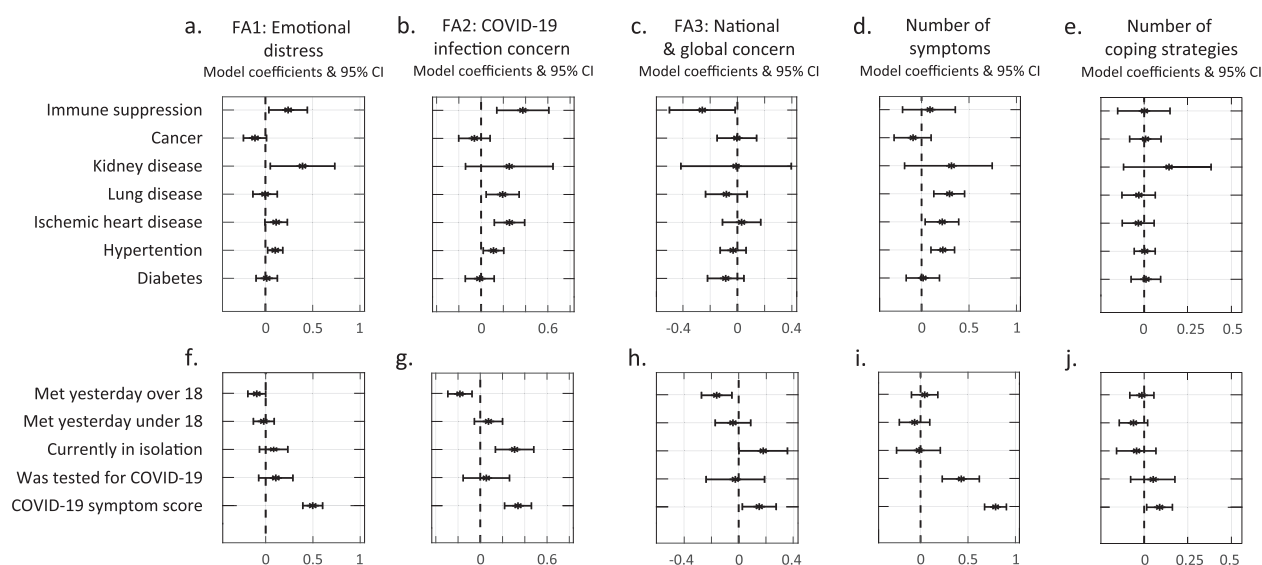 a. FA1: Emotional
distress
Model coefficients & 95% CI
b. FA2: COVID-19
infection concern
Model coefficients & 95% CI
c. FA3: National
& global concern
Model coefficients & 95% CI
d. Number of
symptoms
Model coefficients & 95% CI
e. Number of
coping strategies
Model coefficients & 95% CI
Immune suppression
Cancer
Kidney disease
Lung disease
Ischemic heart disease
Hypertention
Diabetes
0 0.5 1
0 0.6
-0.4 0 0.4
0 0.5 1
0 0.25 0.5
f.
g.
h.
i.
j.
Met yesterday over 18
Met yesterday under 18
Currently in isolation
Was tested for COVID-19
COVID-19 symptom score
0 0.5 1
0 0.6
-0.4 0 0.4
0 0.5 1
0 0.25 0.5